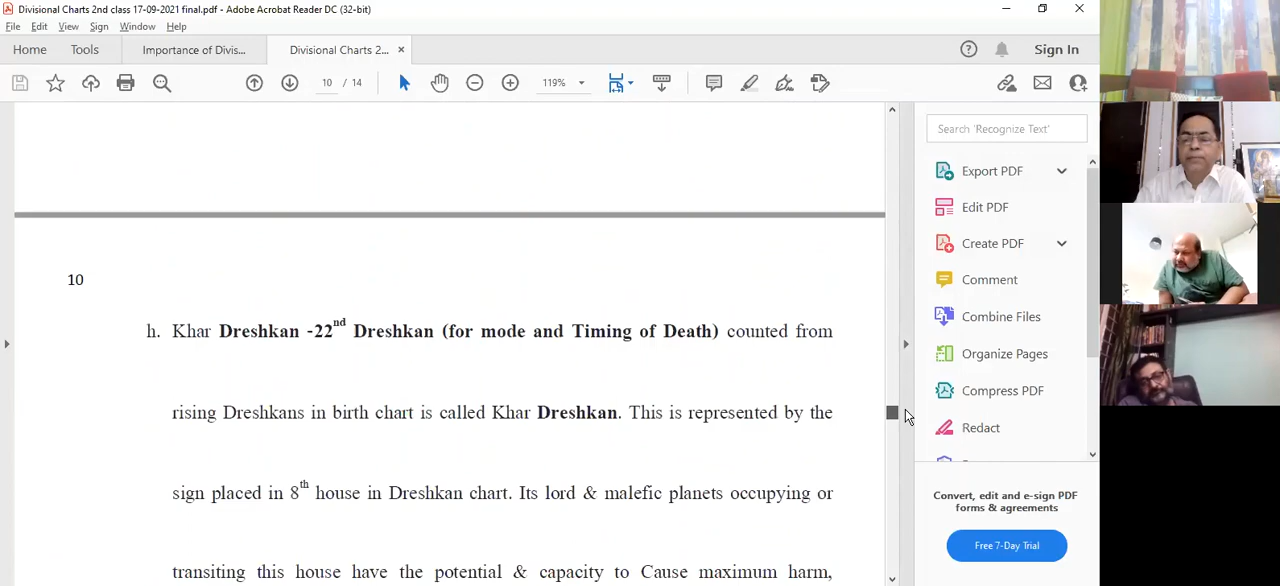 Divisional Charts 2nd class 17-09-2021 final.pdf - Adobe Acrobat Reader DC (32-bit)
File Edit View Sign Window Help
Home Tools Importance of Divis... Divisional Charts 2... × Sign In
10 / 14 119%
Search 'Recognize Text'
Export PDF
Edit PDF
Create PDF
Comment
Combine Files
Organize Pages
Compress PDF
Redact
Convert, edit and e-sign PDF
forms & agreements
Free 7-Day Trial
10
h. Khar Dreshkan -22nd Dreshkan (for mode and Timing of Death) counted from
rising Dreshkans in birth chart is called Khar Dreshkan. This is represented by the
sign placed in 8th house in Dreshkan chart. Its lord & malefic planets occupying or
transiting this house have the potential & capacity to Cause maximum harm,